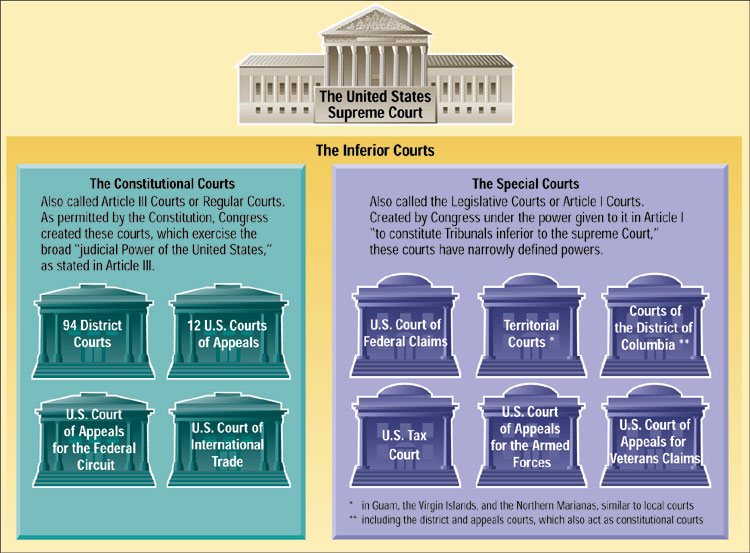 The United States
Supreme Court
The Inferior Courts
The Constitutional Courts
Also called Article III Courts or Regular Courts.
As permitted by the Constitution, Congress
created these courts, which exercise the
broad “judicial Power of the United States,”
as stated in Article III.
94 District
Courts
12 U.S. Courts
of Appeals
U.S. Court
of Appeals
for the Federal
Circuit
U.S. Court of
International
Trade
The Special Courts
Also called the Legislative Courts or Article I Courts.
Created by Congress under the power given to it in Article I
“to constitute Tribunals inferior to the supreme Court,”
these courts have narrowly defined powers.
U.S. Court of
Federal Claims
Territorial
Courts *
Courts of
the District of
Columbia **
U.S. Tax
Court
U.S. Court
of Appeals
for the Armed
Forces
U.S. Court of
Appeals for
Veterans Claims
* in Guam, the Virgin Islands, and the Northern Marianas, similar to local courts
** including the district and appeals courts, which also act as constitutional courts